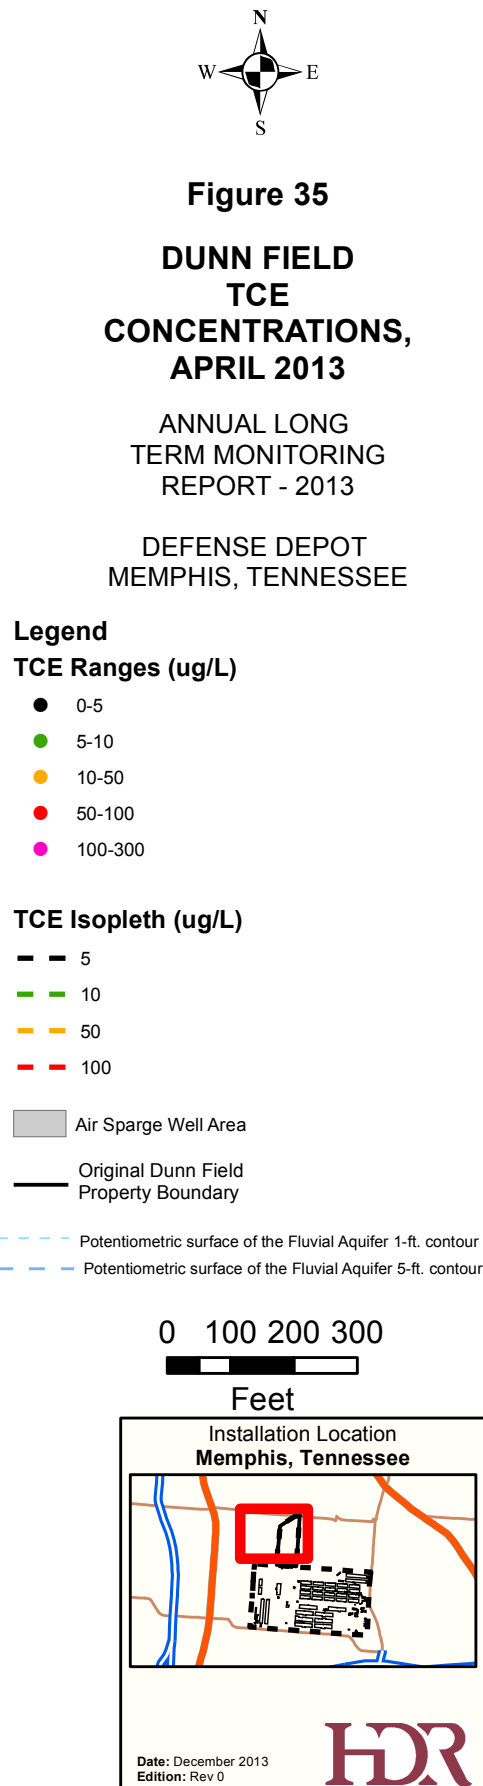 N
W E
S
Figure 35
DUNN FIELD
TCE
CONCENTRATIONS,
APRIL 2013
ANNUAL LONG
TERM MONITORING
REPORT - 2013
DEFENSE DEPOT
MEMPHIS, TENNESSEE
Legend
TCE Ranges (ug/L)
0-5
5-10
10-50
50-100
100-300
TCE Isopleth (ug/L)
5
10
50
100
Air Sparge Well Area
Original Dunn Field
Property Boundary
Potentiometric surface of the Fluvial Aquifer 1-ft. contour
Potentiometric surface of the Fluvial Aquifer 5-ft. contour
0 100 200 300
Feet
Installation Location
Memphis, Tennessee
HDR
Date: December 2013
Edition: Rev 0